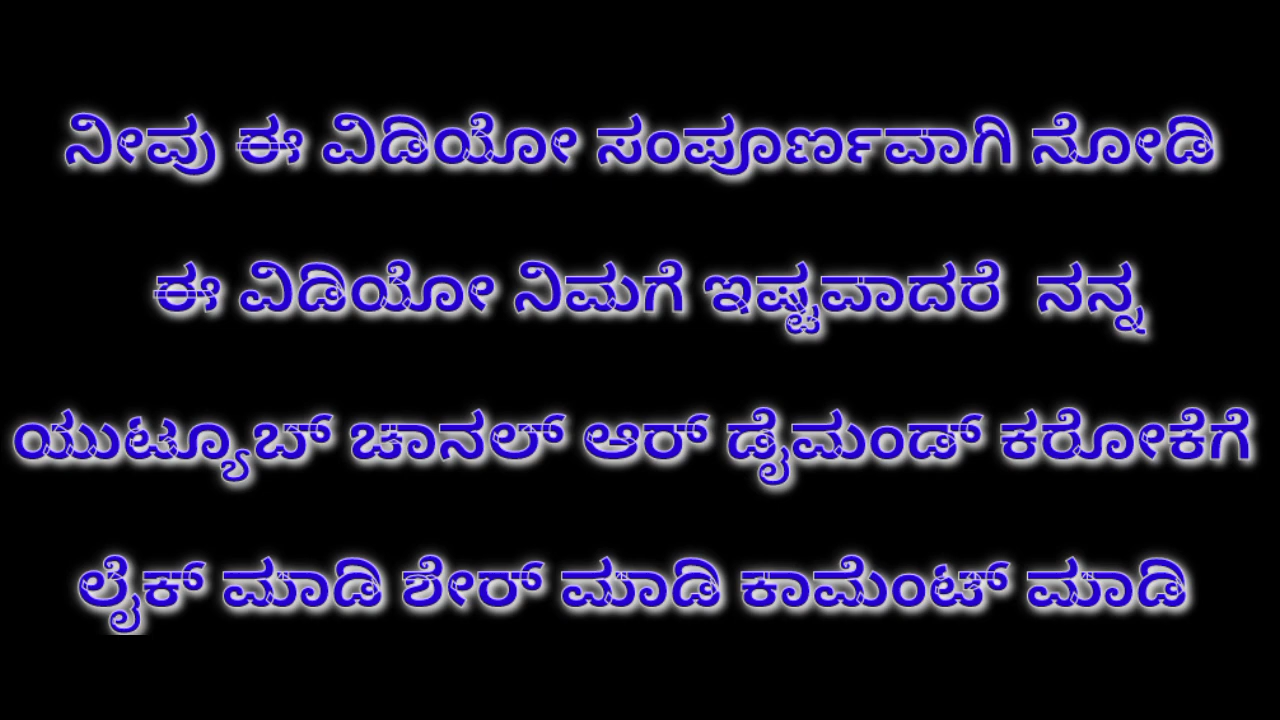 ನೀವು ಈ ವಿಡಿಯೋ ಸಂಪೂರ್ಣವಾಗಿ ನೋಡಿ
ಈ ವಿಡಿಯೋ ನಿಮಗೆ ಇಷ್ಟವಾದರೆ ನನ್ನ
ಯುಟ್ಯೂಬ್ ಚಾನಲ್ ಆರ್ ಡೈಮಂಡ್ ಕರೋಕೆಗೆ
ಲೈಕ್ ಮಾಡಿ ಶೇರ್ ಮಾಡಿ ಕಾಮೆಂಟ್ ಮಾಡಿ